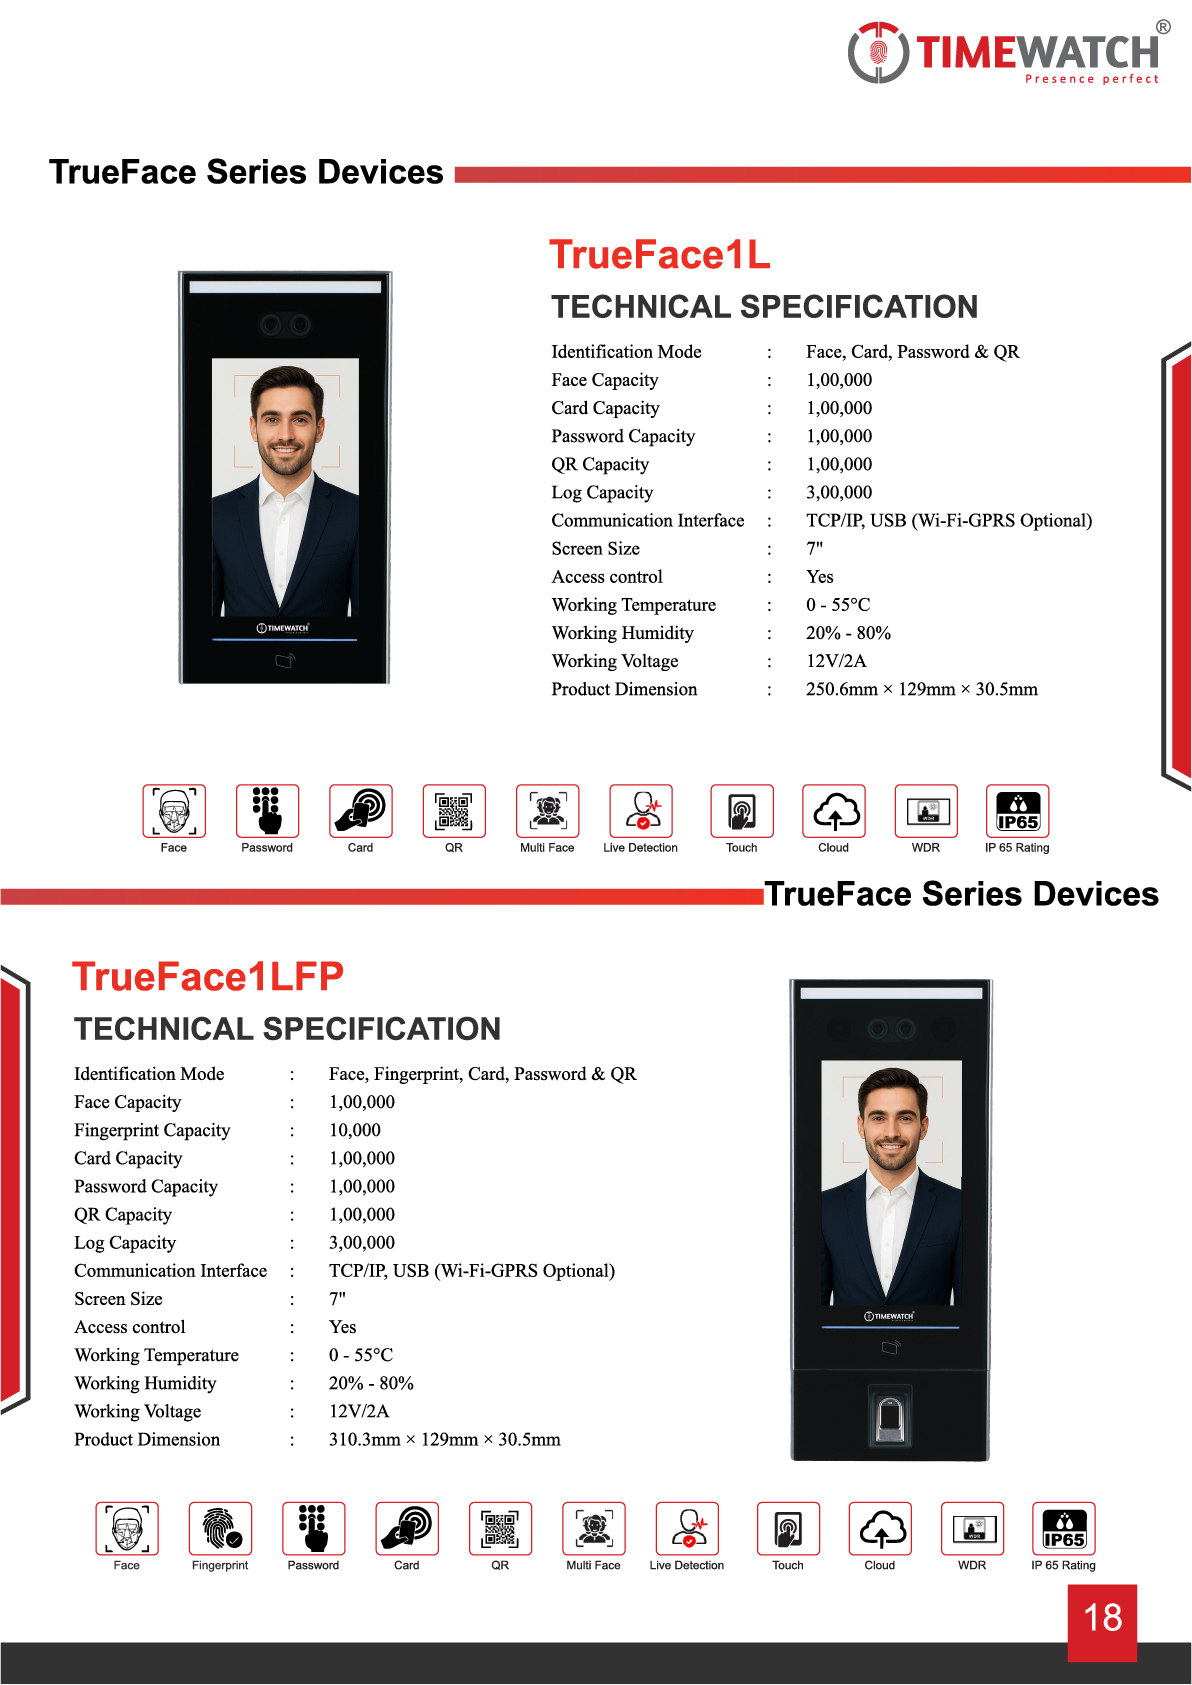 TIMEWATCH®
Presence perfect
TrueFace Series Devices
TrueFace1L
TECHNICAL SPECIFICATION
Identification Mode : Face, Card, Password & QR
Face Capacity : 1,00,000
Card Capacity : 1,00,000
Password Capacity : 1,00,000
QR Capacity : 1,00,000
Log Capacity : 3,00,000
Communication Interface : TCP/IP, USB (Wi-Fi-GPRS Optional)
Screen Size : 7"
Access control : Yes
Working Temperature : 0 - 55°C
Working Humidity : 20% - 80%
Working Voltage : 12V/2A
Product Dimension : 250.6mm × 129mm × 30.5mm
TIMEWATCH
WDR
IP65
Face Password Card QR Multi Face Live Detection Touch Cloud WDR IP 65 Rating
TrueFace Series Devices
TrueFace1LFP
TECHNICAL SPECIFICATION
Identification Mode : Face, Fingerprint, Card, Password & QR
Face Capacity : 1,00,000
Fingerprint Capacity : 10,000
Card Capacity : 1,00,000
Password Capacity : 1,00,000
QR Capacity : 1,00,000
Log Capacity : 3,00,000
Communication Interface : TCP/IP, USB (Wi-Fi-GPRS Optional)
Screen Size : 7"
Access control : Yes
Working Temperature : 0 - 55°C
Working Humidity : 20% - 80%
Working Voltage : 12V/2A
Product Dimension : 310.3mm × 129mm × 30.5mm
TIMEWATCH
WDR
IP65
Face Fingerprint Password Card QR Multi Face Live Detection Touch Cloud WDR IP 65 Rating
18